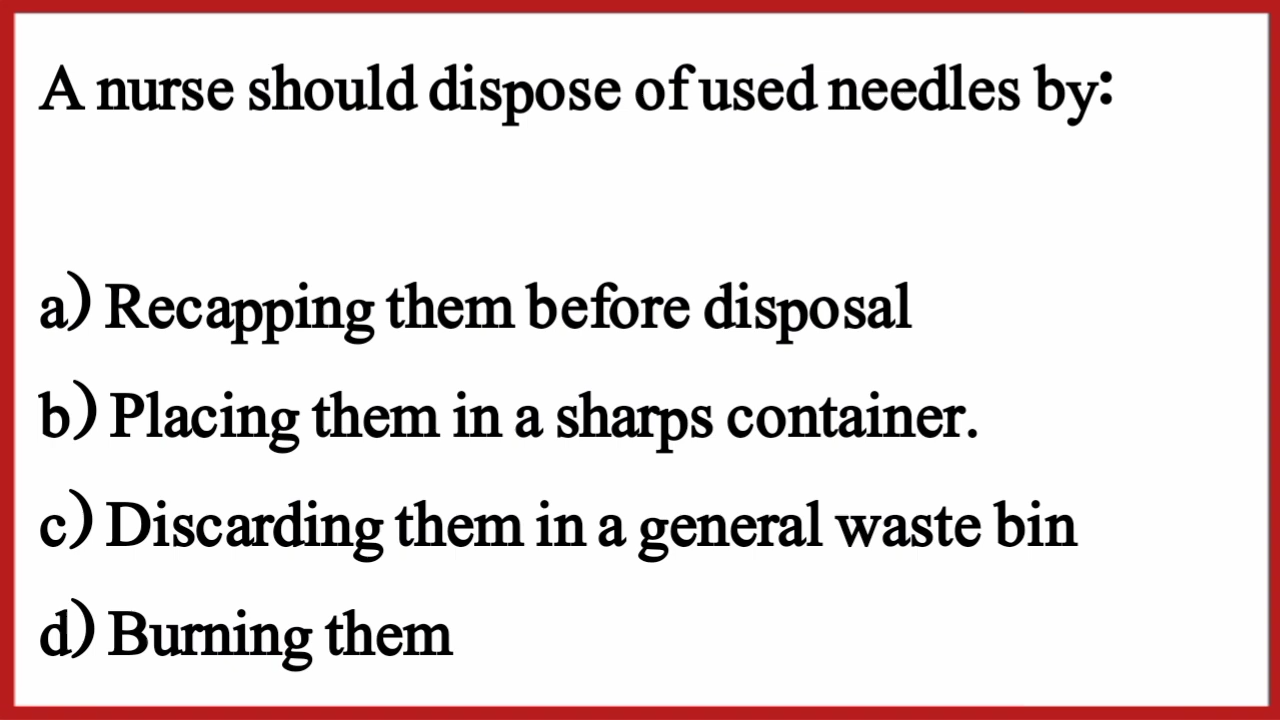 A nurse should dispose of used needles by:
a) Recapping them before disposal
b) Placing them in a sharps container.
c) Discarding them in a general waste bin
d) Burning them